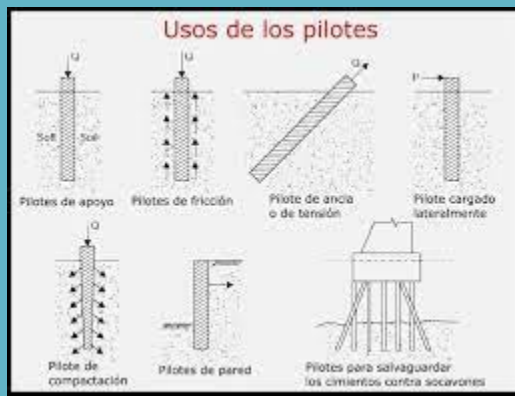 Usos de los pilotes
Q
Q
Q
P
Soft
Soil
Pilotes de apoyo
Pilotes de fricción
Pilote de ancla
o de tensión
Pilote cargado
lateralmente
Q
Pilote de
compactación
Pilotes de pared
Pilotes para salvaguardar
los cimientos contra socavones